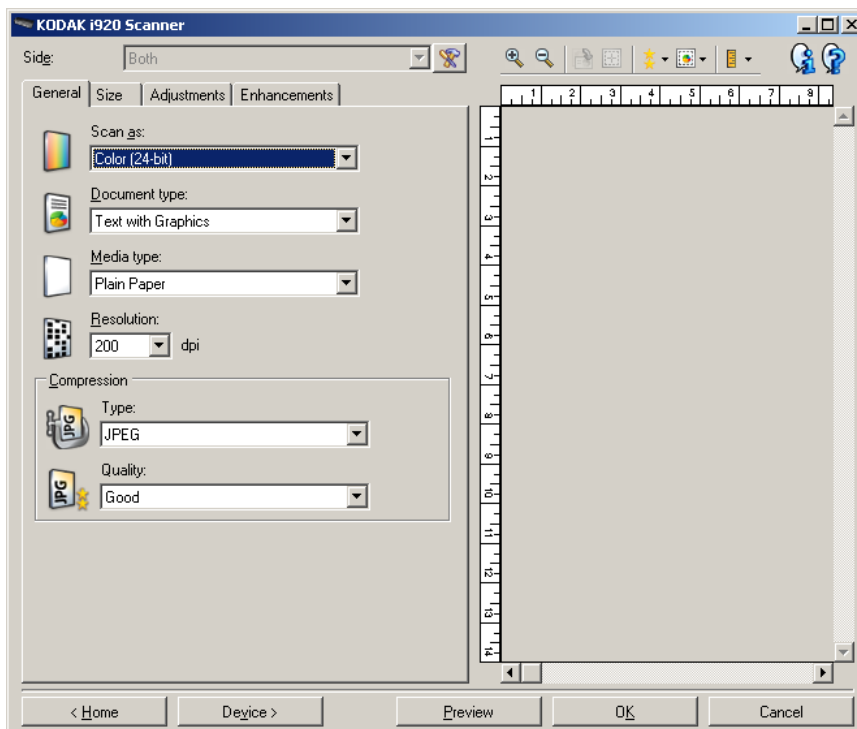 KODAK i920 Scanner
Side: Both
General Size Adjustments Enhancements
Scan as:
Color (24-bit)
Document type:
Text with Graphics
Media type:
Plain Paper
Resolution:
200 dpi
Compression
Type:
JPG
JPEG
Quality:
JPG
Good
1 2 3 4 5 6 7 8
1
2
3
4
5
6
7
8
9
10
11
12
13
14
< Home Device > Preview OK Cancel